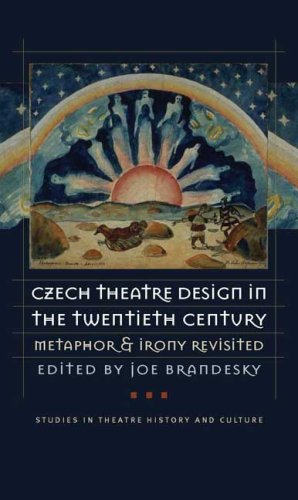 CZECH THEATRE DESIGN IN
THE TWENTIETH CENTURY
METAPHOR & IRONY REVISITED
EDITED BY JOE BRANDESKY
STUDIES IN THEATRE HISTORY AND CULTURE